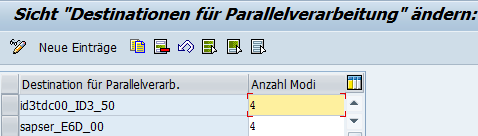 Sicht "Destinationen für Parallelverarbeitung" ändern:
Neue Einträge
Destination für Parallelverarb. Anzahl Modi
id3tdc00_ID3_50 4
sapser_E6D_00 4